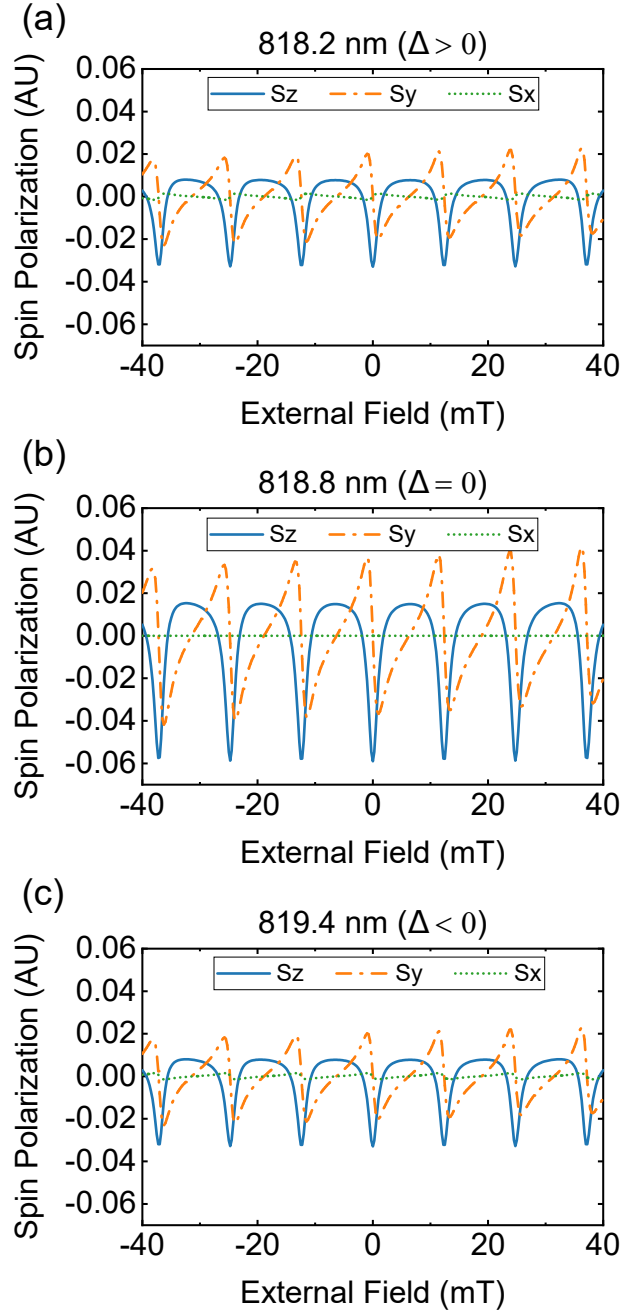 (a)
818.2 nm (Δ > 0)
Sz Sy Sx
Spin Polarization (AU)
0.06
0.04
0.02
0.00
-0.02
-0.04
-0.06
-40 -20 0 20 40
External Field (mT)
(b)
818.8 nm (Δ = 0)
Sz Sy Sx
Spin Polarization (AU)
0.06
0.04
0.02
0.00
-0.02
-0.04
-0.06
-40 -20 0 20 40
External Field (mT)
(c)
819.4 nm (Δ < 0)
Sz Sy Sx
Spin Polarization (AU)
0.06
0.04
0.02
0.00
-0.02
-0.04
-0.06
-40 -20 0 20 40
External Field (mT)